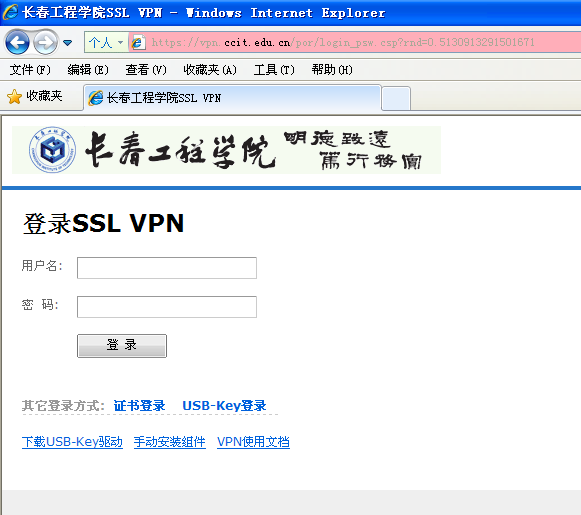 长春工程学院SSL VPN - Windows Internet Explorer
个人 https://vpn.ccit.edu.cn/por/login_psw.csp?rnd=0.5130913291501671
文件(F) 编辑(E) 查看(V) 收藏夹(A) 工具(T) 帮助(H)
收藏夹 长春工程学院SSL VPN
长春工程学院 明德致遠
篤行務實
登录SSL VPN
用户名:
密 码:
登 录
其它登录方式: 证书登录 USB-Key登录
下载USB-Key驱动 手动安装组件 VPN使用文档